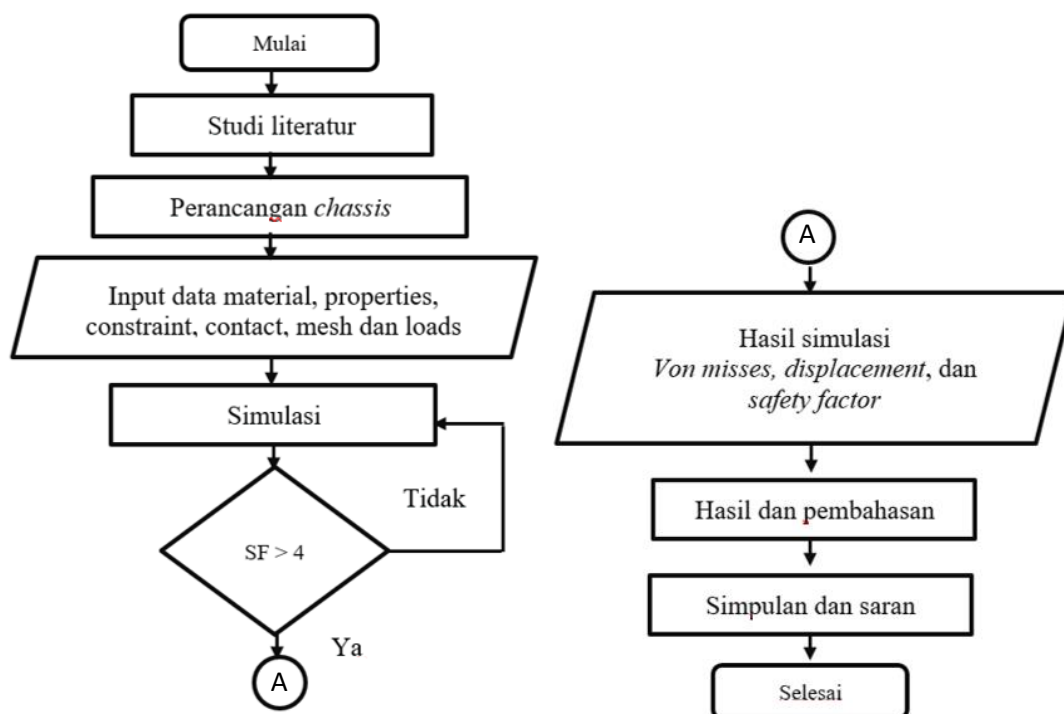 Mulai
Studi literatur
Perancangan chassis
Input data material, properties,
constraint, contact, mesh dan loads
Simulasi
Tidak
SF > 4
Ya
A
A
Hasil simulasi
Von misses, displacement, dan
safety factor
Hasil dan pembahasan
Simpulan dan saran
Selesai